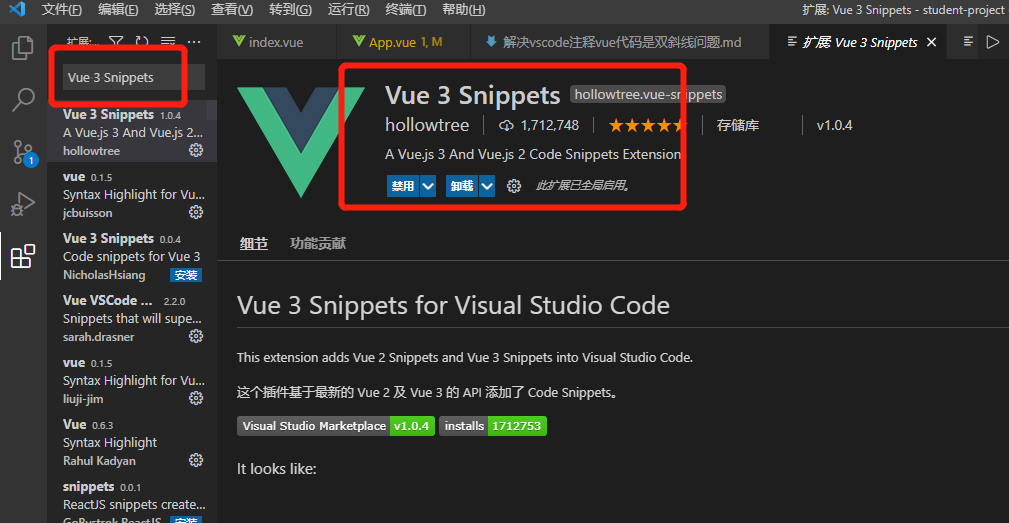 文件(F) 编辑(E) 选择(S) 查看(V) 转到(G) 运行(R) 终端(T) 帮助(H) 扩展: Vue 3 Snippets - student-project
扩展:... ...
index.vue App.vue 1, M 解决vscode注释vue代码是双斜线问题.md 扩展 Vue 3 Snippets
Vue 3 Snippets
Vue 3 Snippets 1.0.4
A Vue.js 3 And Vue.js 2...
hollowtree
vue 0.1.5
Syntax Highlight for Vu...
jcbuisson
Vue 3 Snippets 0.0.4
Code snippets for Vue 3
NicholasHsiang 安装
Vue VSCode ... 2.2.0
Snippets that will supe...
sarah.drasner
vue 0.1.5
Syntax Highlight for Vu...
liuji-jim
Vue 0.6.3
Syntax Highlight
Rahul Kadyan
snippets 0.0.1
ReactJS snippets create...
安装
1
Vue 3 Snippets hollowtree.vue-snippets
hollowtree 1,712,748 存储库 v1.0.4
A Vue.js 3 And Vue.js 2 Code Snippets Extension
禁用 卸载 此扩展已全局启用。
细节 功能贡献
Vue 3 Snippets for Visual Studio Code
This extension adds Vue 2 Snippets and Vue 3 Snippets into Visual Studio Code.
这个插件基于最新的 Vue 2 及 Vue 3 的 API 添加了 Code Snippets。
Visual Studio Marketplace v1.0.4 installs 1712753
It looks like: